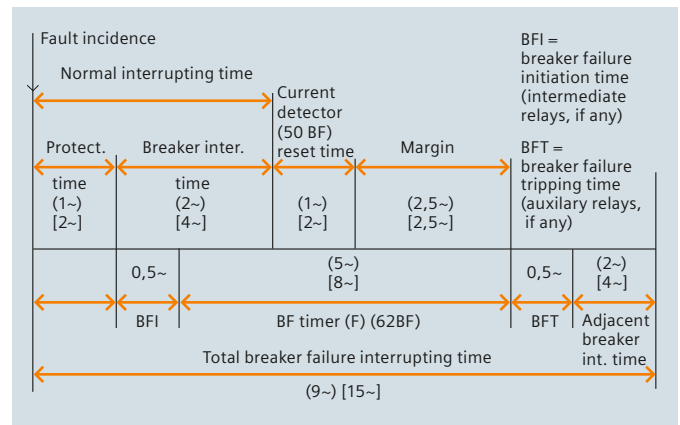 Fault incidence
Normal interrupting time
Current
detector
(50 BF)
reset time
BFI =
breaker failure
initiation time
(intermediate
relays, if any)
Protect.
time
(1~)
[2~]
Breaker inter.
time
(2~)
[4~]
(1~)
[2~]
Margin
(2,5~)
[2,5~]
BFT =
breaker failure
tripping time
(auxilary relays,
if any)
0,5~
(5~)
[8~]
0,5~
(2~)
[4~]
BFI
BF timer (F) (62BF)
BFT
Adjacent
breaker
int. time
Total breaker failure interrupting time
(9~) [15~]